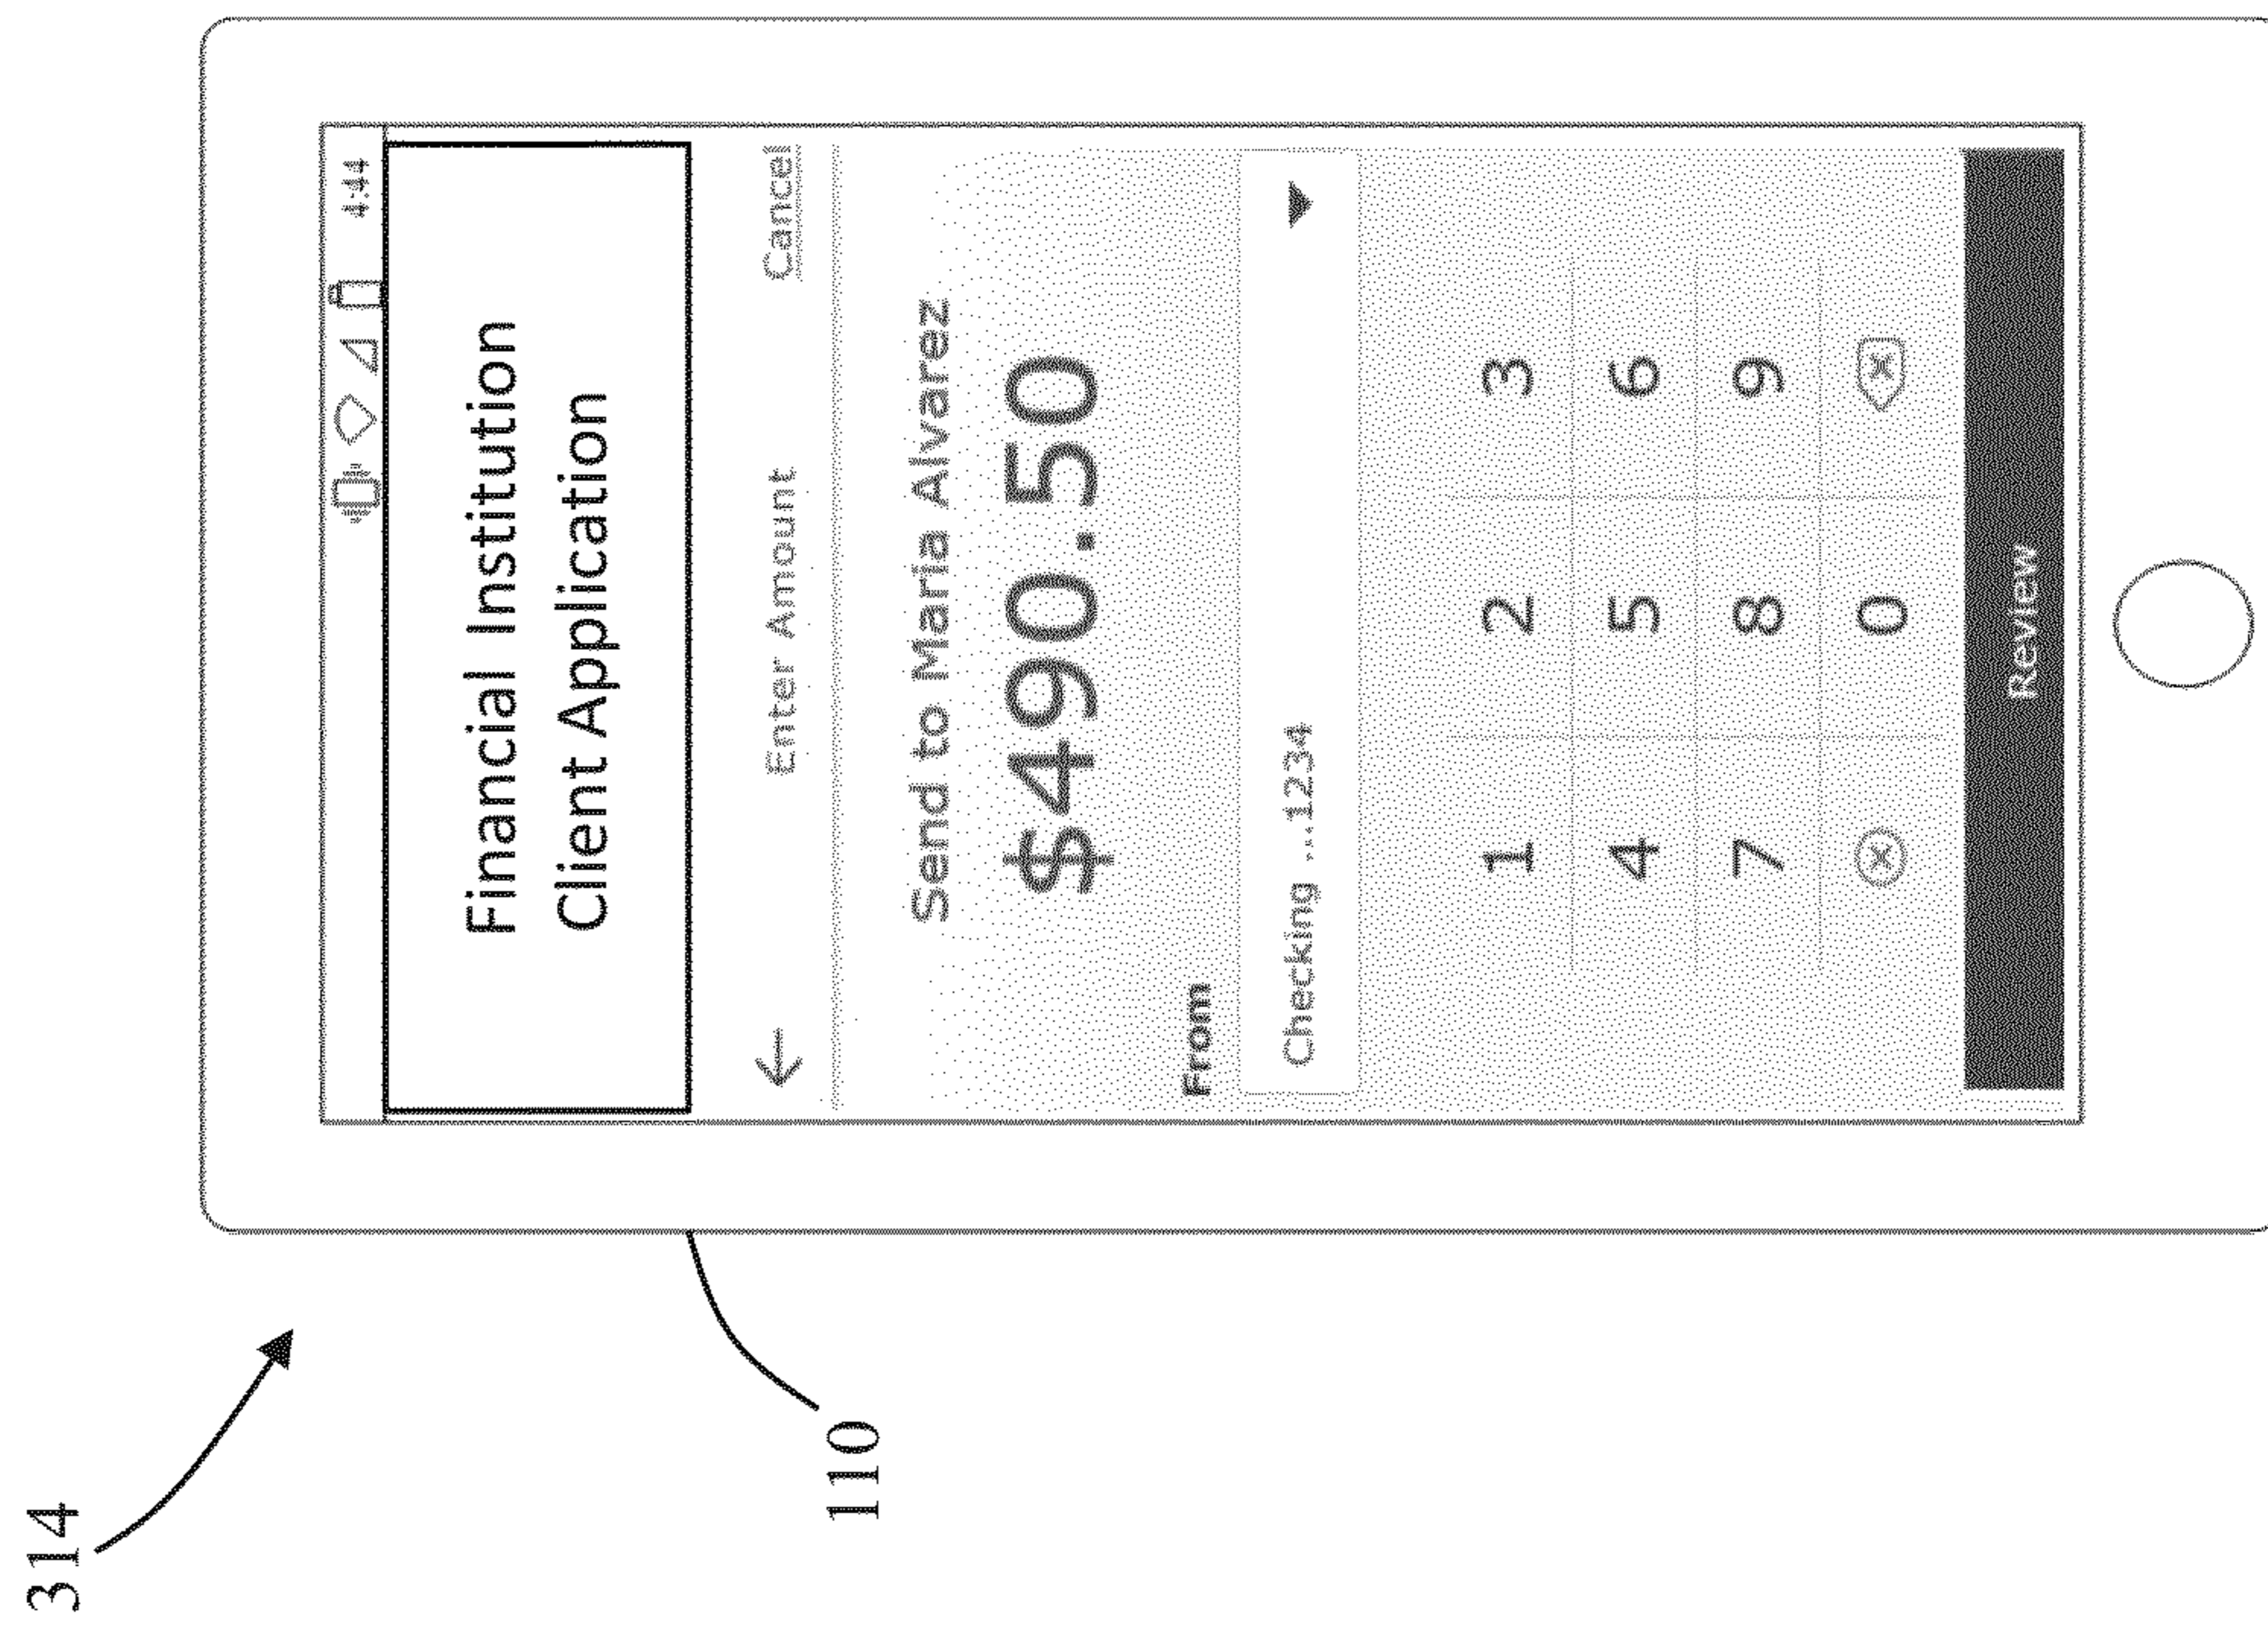 314
110
4:44
Financial Institution
Client Application
Enter Amount
Cancel
Send to Maria Alvarez
$490.50
From
Checking ...1234
1 2 3
4 5 6
7 8 9
0
Review